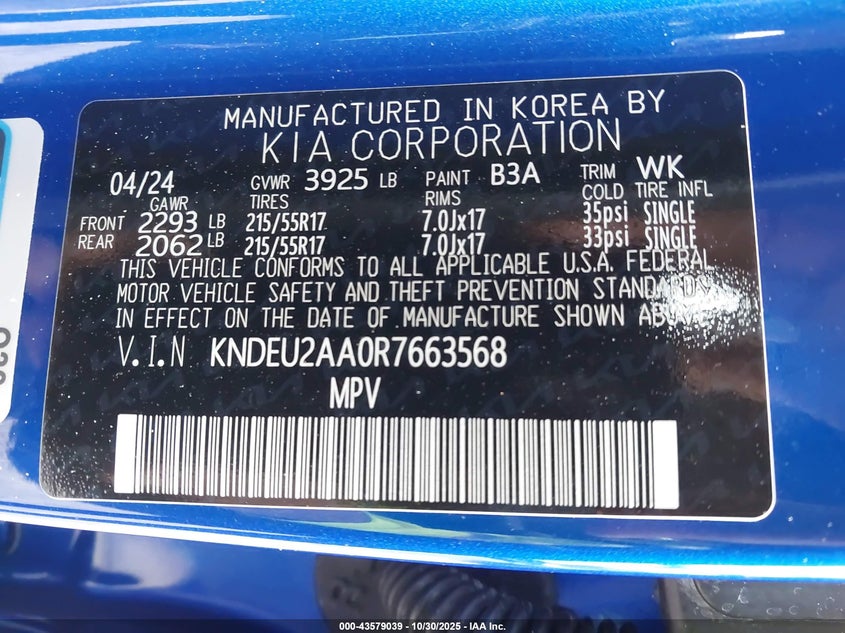 MANUFACTURED IN KOREA BY
KIA CORPORATION
04/24 GVWR 3925 LB PAINT B3A TRIM WK
GAWR TIRES RIMS COLD TIRE INFL
FRONT 2293 LB 215/55R17 7.0Jx17 35psi SINGLE
REAR 2062 LB 215/55R17 7.0Jx17 33psi SINGLE
THIS VEHICLE CONFORMS TO ALL APPLICABLE U.S.A. FEDERAL
MOTOR VEHICLE SAFETY AND THEFT PREVENTION STANDARDS
IN EFFECT ON THE DATE OF MANUFACTURE SHOWN ABOVE
V.I.N KNDEU2AA0R7663568
MPV
000-43579039 - 10/30/2025 - IAA Inc.